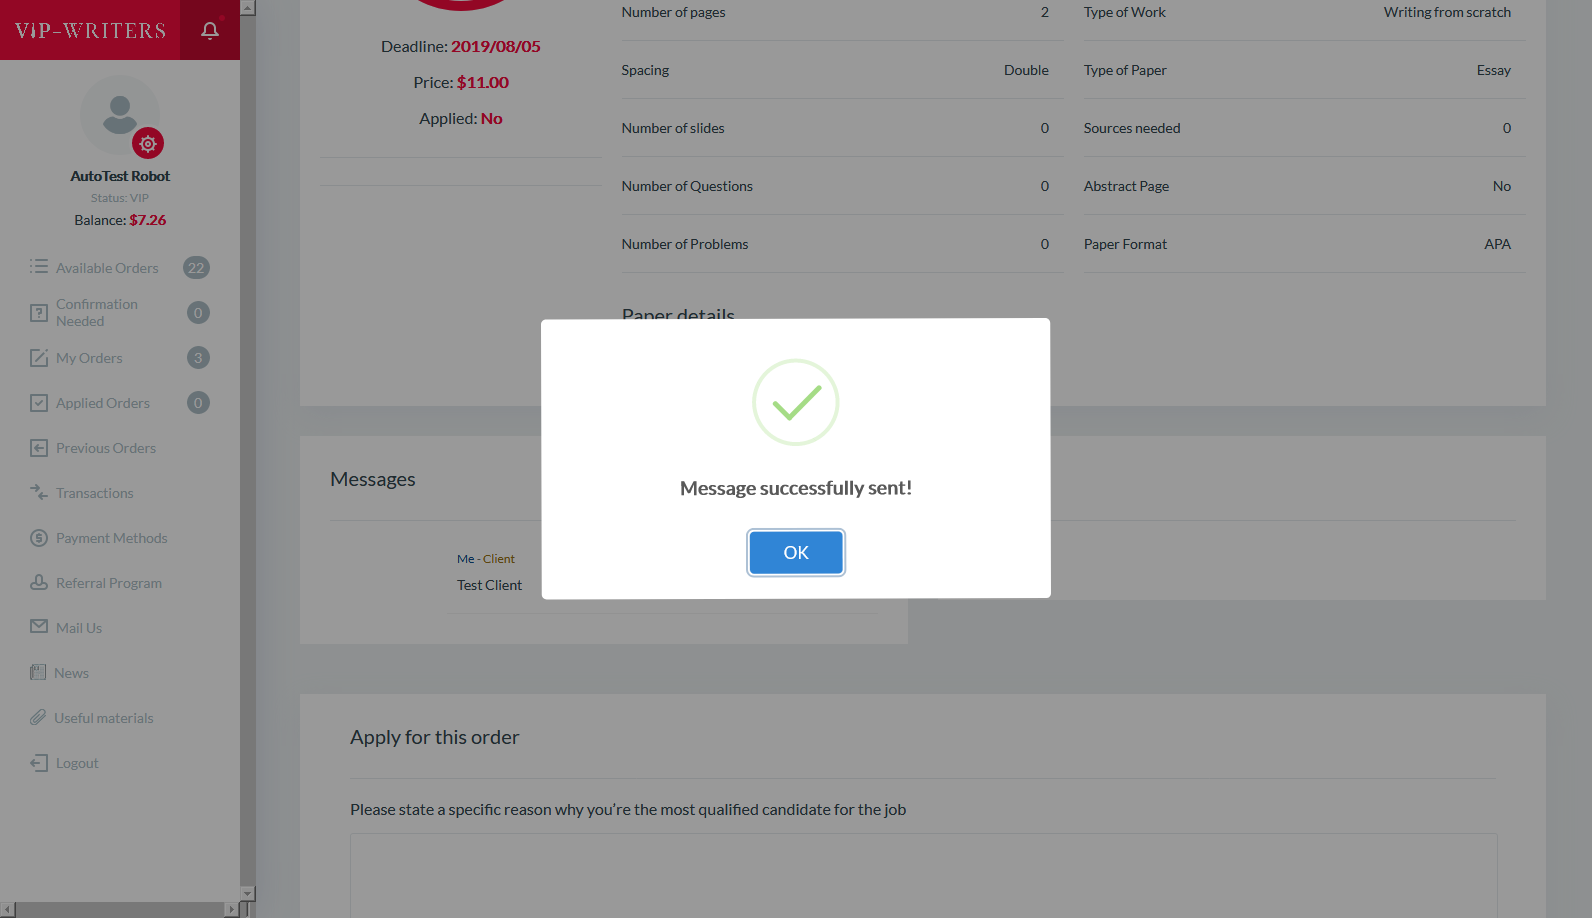 VIP-WRITERS
AutoTest Robot
Status: VIP
Balance: $7.26
Available Orders 22
Confirmation
Needed 0
My Orders 3
Applied Orders 0
Previous Orders
Transactions
Payment Methods
Referral Program
Mail Us
News
Useful materials
Logout
Deadline: 2019/08/05
Price: $11.00
Applied: No
Number of pages 2
Type of Work Writing from scratch
Spacing Double
Type of Paper Essay
Number of slides 0
Sources needed 0
Number of Questions 0
Abstract Page No
Number of Problems 0
Paper Format APA
Paper details
Message successfully sent!
OK
Messages
Me - Client
Test Client
Apply for this order
Please state a specific reason why you're the most qualified candidate for the job